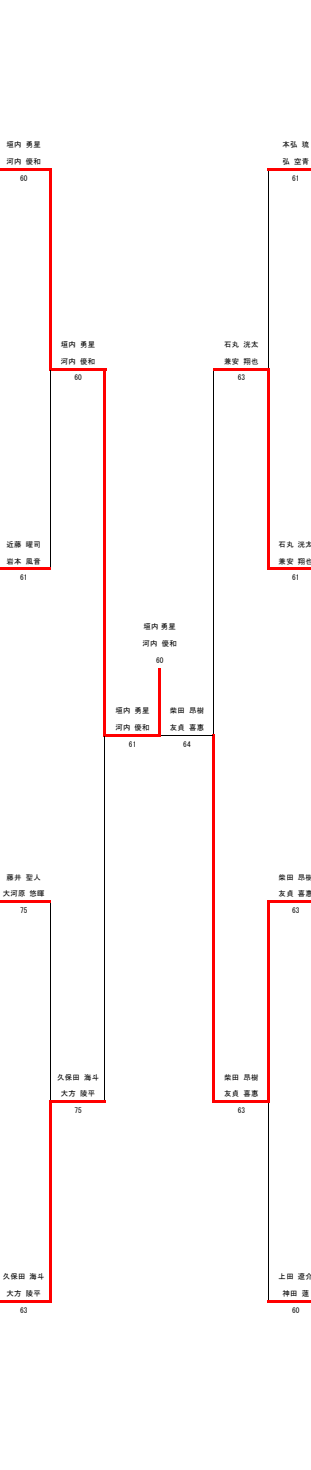 垣内 勇星
河内 優和
60
本弘 琉
弘 空青
61
垣内 勇星
河内 優和
60
石丸 洸太
兼安 翔也
63
近藤 曜司
岩本 風音
61
石丸 洸太
兼安 翔也
61
垣内 勇星
河内 優和
60
垣内 勇星
河内 優和
61
柴田 昂樹
友貞 喜惠
64
藤井 聖人
大河原 悠暉
75
柴田 昂樹
友貞 喜惠
63
久保田 海斗
大方 陵平
75
柴田 昂樹
友貞 喜惠
63
久保田 海斗
大方 陵平
63
上田 遼介
神田 蓮
60